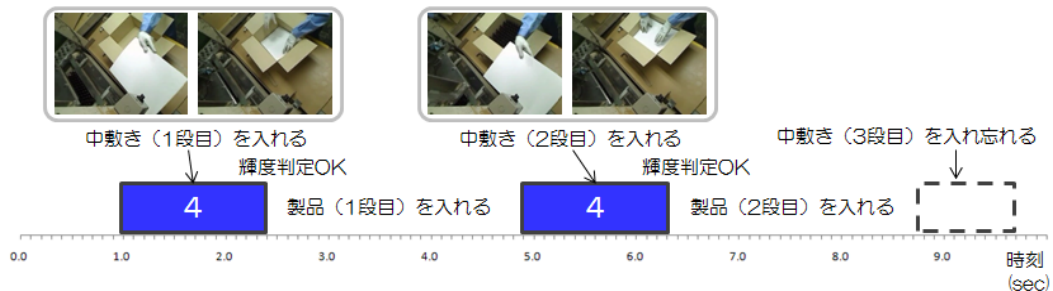 中敷き（1段目）を入れる
中敷き（2段目）を入れる
中敷き（3段目）を入れ忘れる
輝度判定OK
輝度判定OK
4
製品（1段目）を入れる
4
製品（2段目）を入れる
0.0 1.0 2.0 3.0 4.0 5.0 6.0 7.0 8.0 9.0 時刻
(sec)